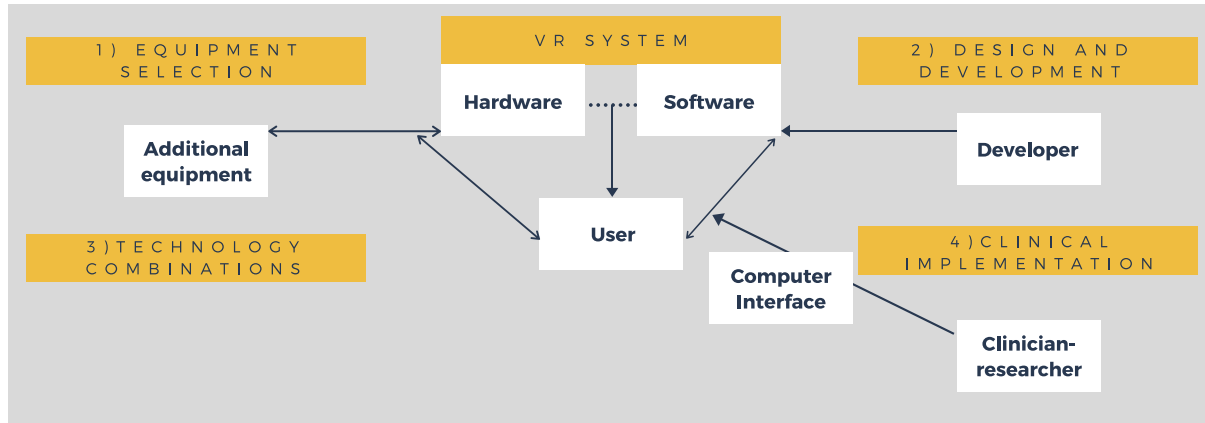 VR SYSTEM
1) EQUIPMENT
SELECTION
2) DESIGN AND
DEVELOPMENT
Hardware
Software
Additional
equipment
Developer
User
3)TECHNOLOGY
COMBINATIONS
4)CLINICAL
IMPLEMENTATION
Computer
Interface
Clinician-
researcher